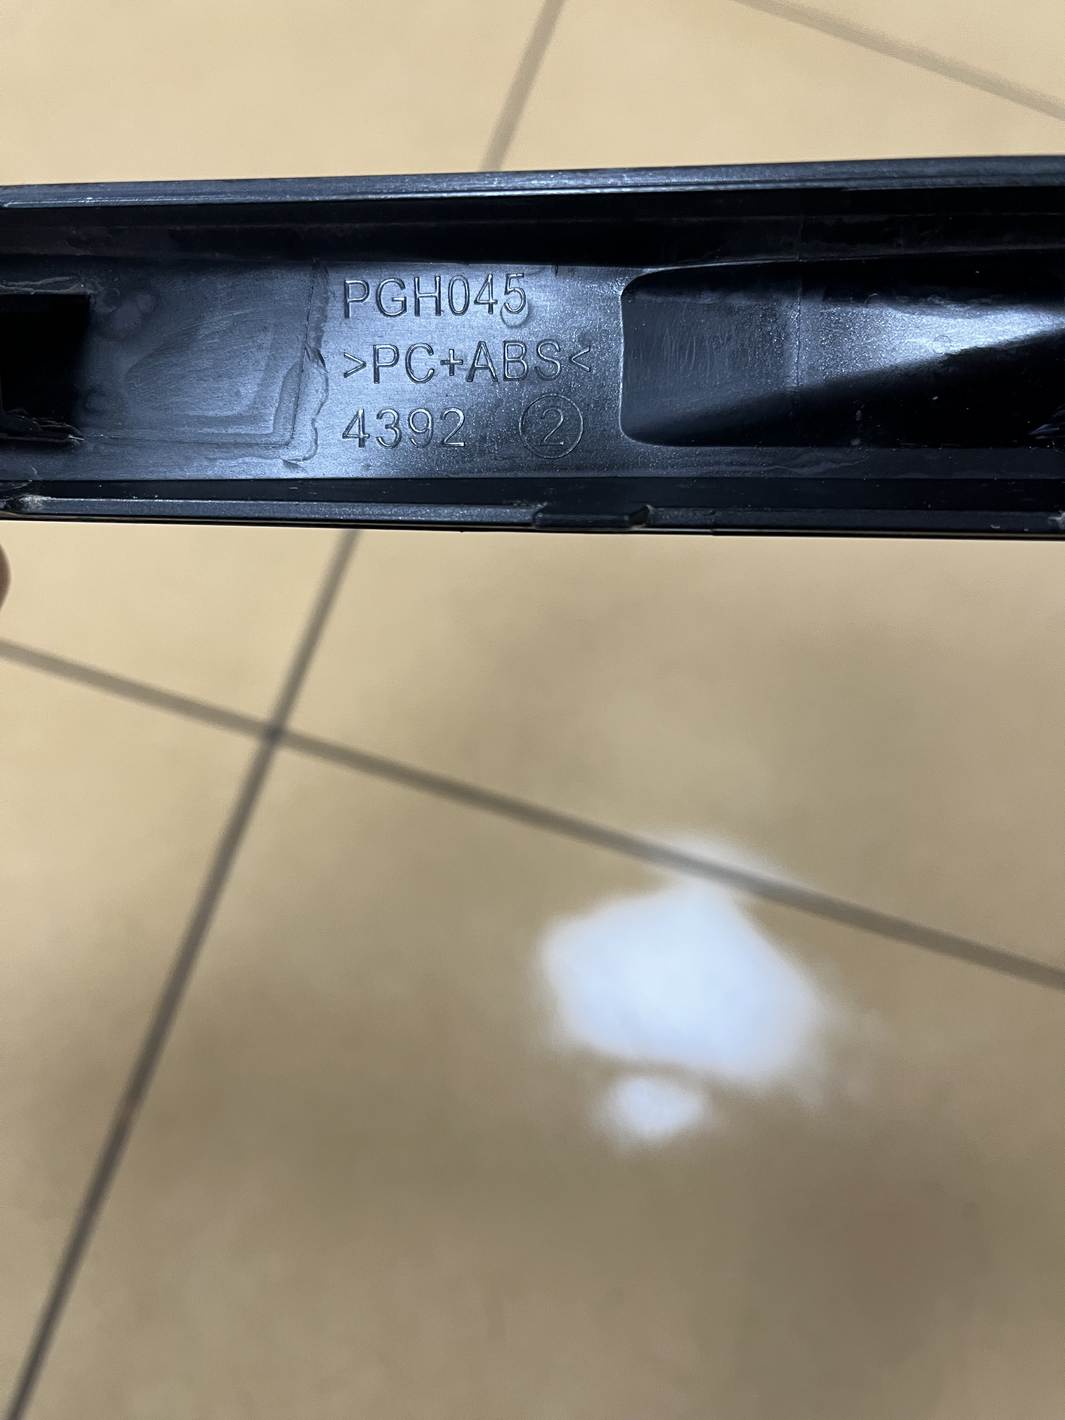 PGH045
>PC+ABS<
4392 ②